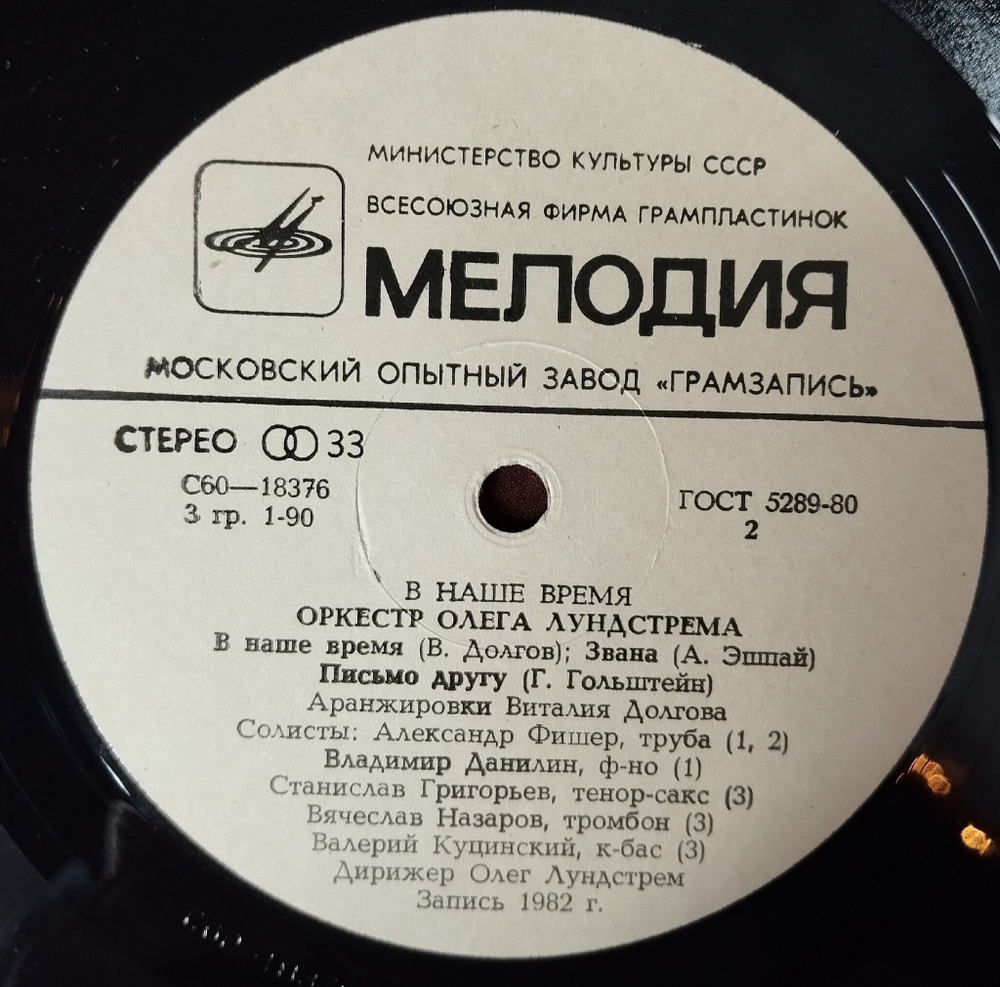 МИНИСТЕРСТВО КУЛЬТУРЫ СССР
ВСЕСОЮЗНАЯ ФИРМА ГРАМПЛАСТИНОК
МЕЛОДИЯ
МОСКОВСКИЙ ОПЫТНЫЙ ЗАВОД «ГРАМЗАПИСЬ»
СТЕРЕО 33
С60—18376
3 гр. 1-90
ГОСТ 5289-80
2
В НАШЕ ВРЕМЯ
ОРКЕСТР ОЛЕГА ЛУНДСТРЕМА
В наше время (В. Долгов); Звана (А. Эшпай)
Письмо другу (Г. Гольштейн)
Аранжировки Виталия Долгова
Солисты: Александр Фишер, труба (1, 2)
Владимир Данилин, ф-но (1)
Станислав Григорьев, тенор-сакс (3)
Вячеслав Назаров, тромбон (3)
Валерий Куцинский, к-бас (3)
Дирижер Олег Лундстрем
Запись 1982 г.